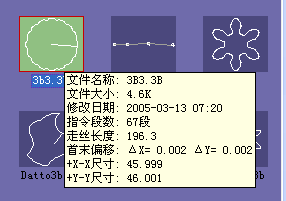 3b3.3
文件名称: 3B3.3B
文件大小: 4.6K
修改日期: 2005-03-13 07:20
指令段数: 67段
走丝长度: 196.3
首末偏移: △X= 0.002 △Y= 0.002
+X-X尺寸: 45.999
+Y-Y尺寸: 46.001
Datto3b